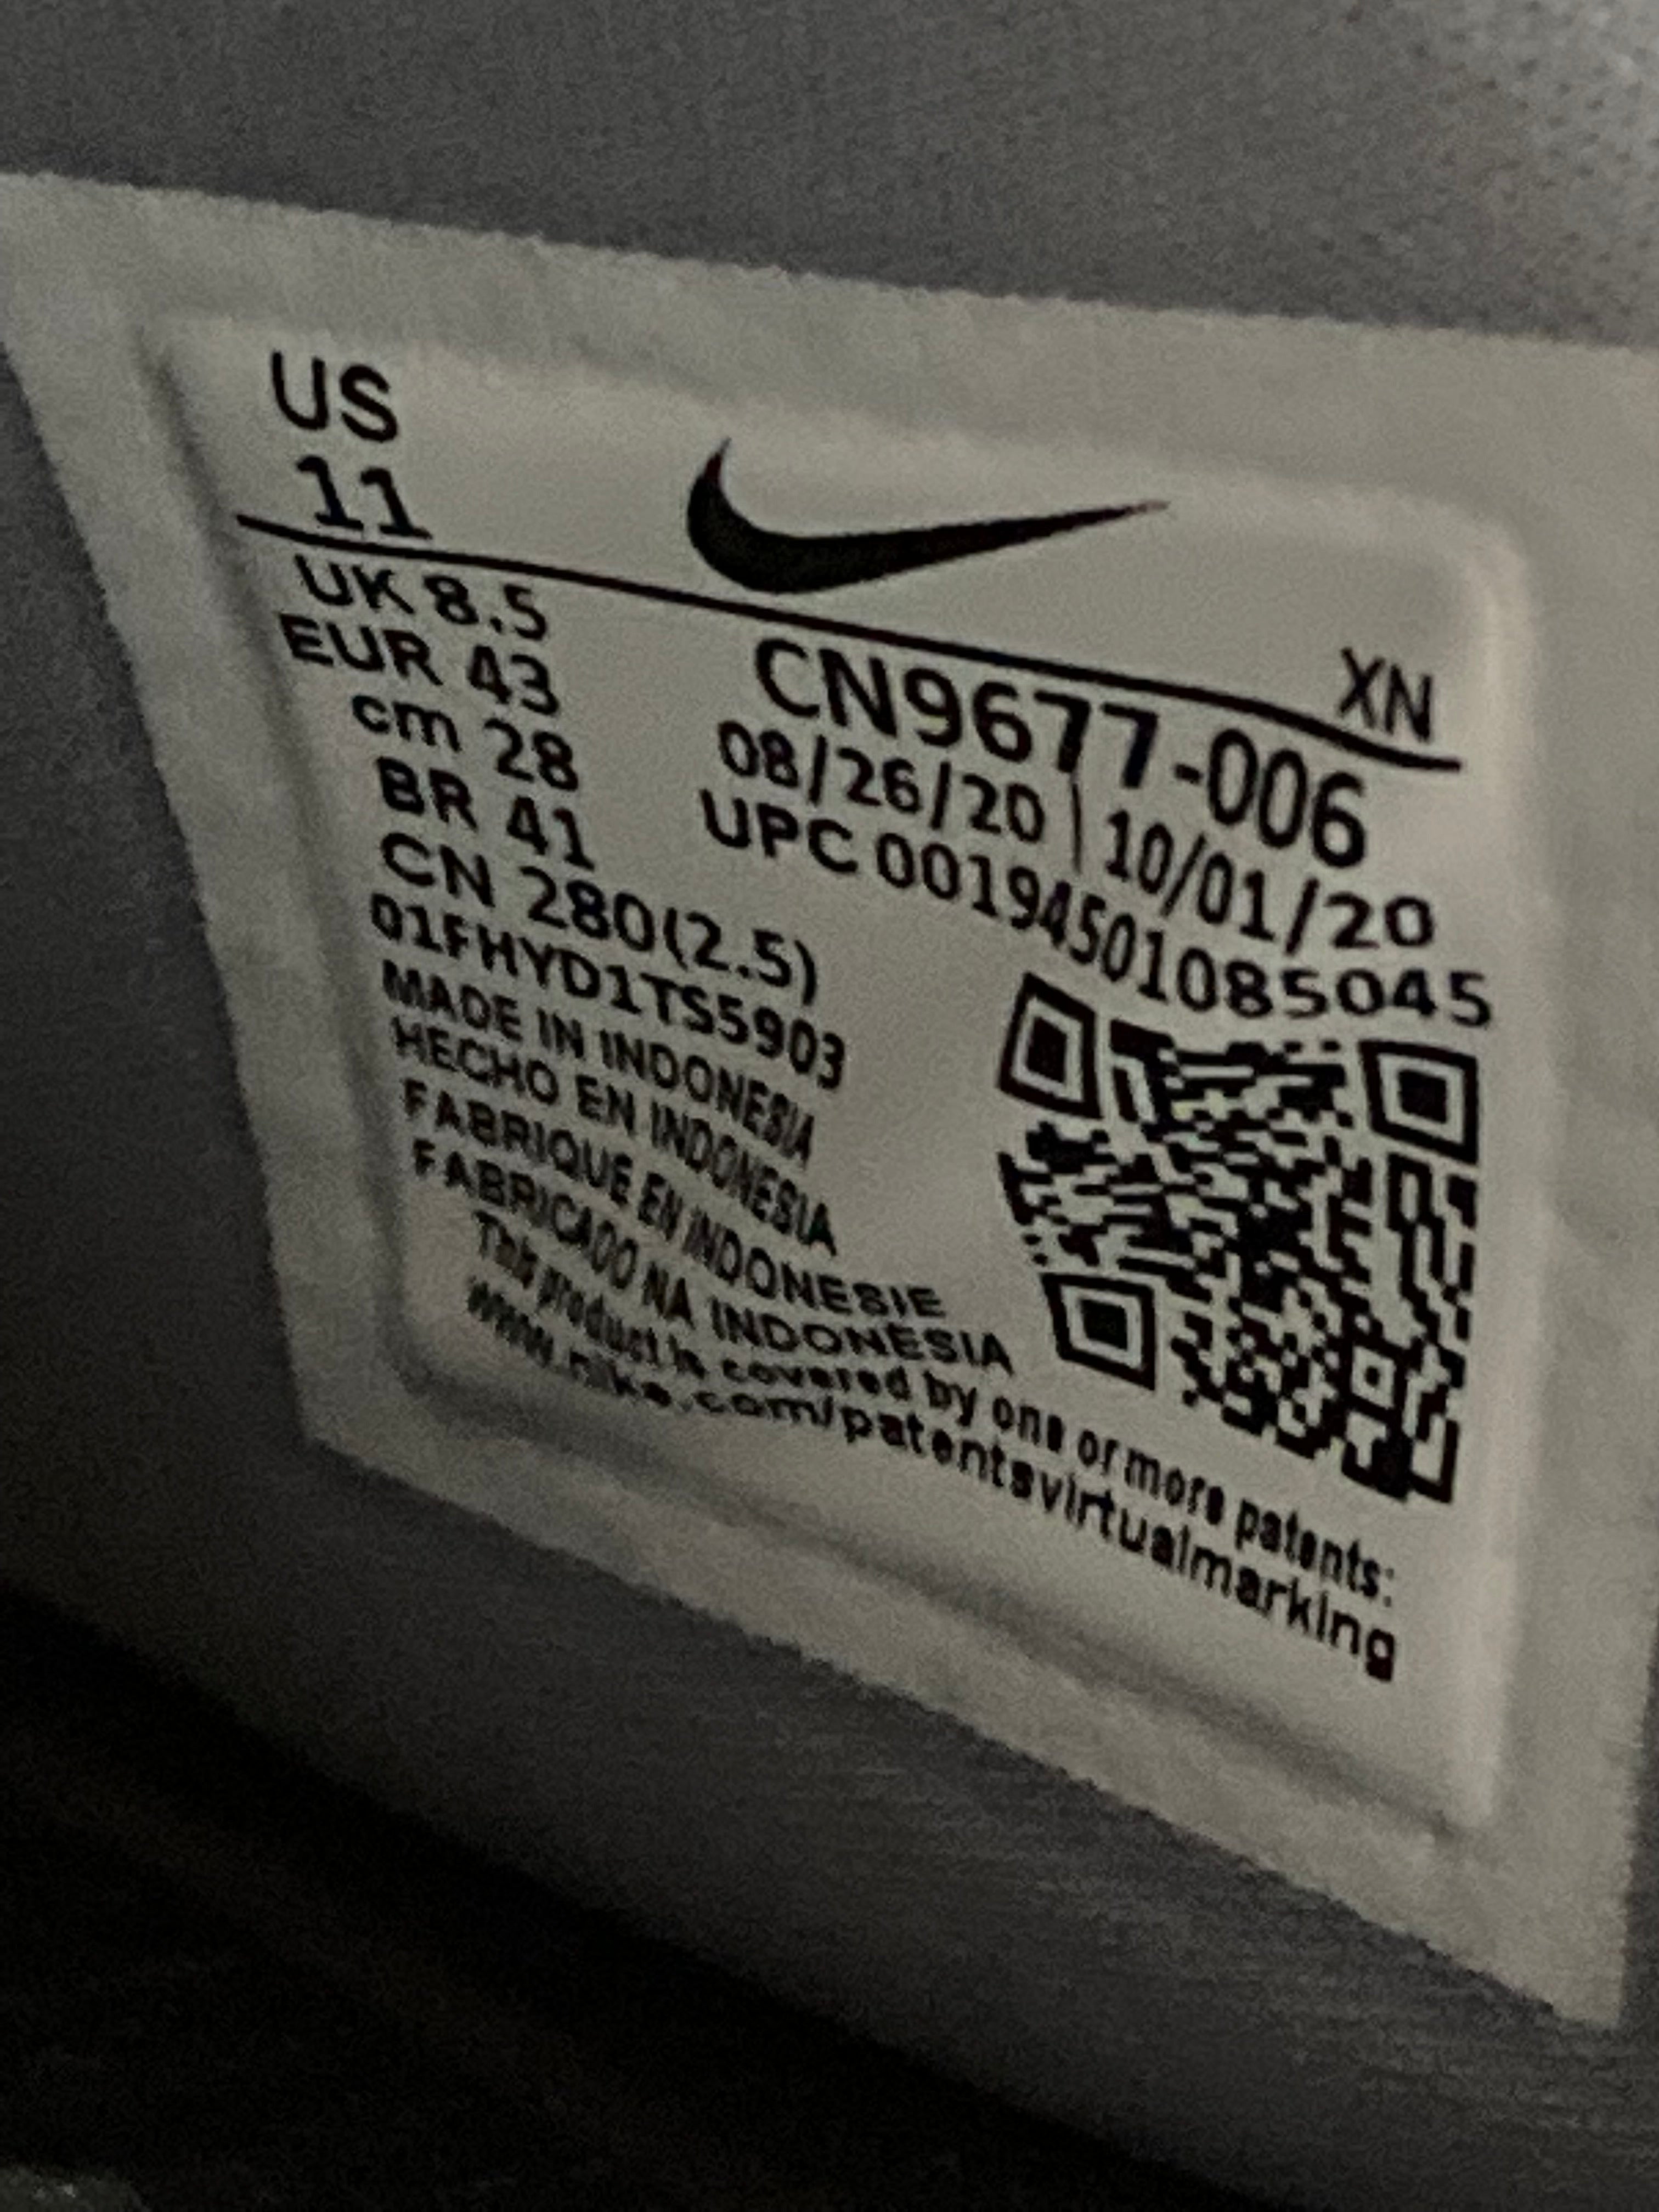 US
11
XN
UK 8.5
EUR 43
cm 28
BR 41
CN 280(2.5)
01FHYD1TS5903
MADE IN INDONESIA
HECHO EN INDONESIA
FABRIQUE EN INDONESIE
FABRICADO NA INDONÉSIA
CN9677-006
08/26/20 | 10/01/20
UPC 00194501085045
This product is covered by one or more patents:
www.nike.com/patentsvirtualmarking